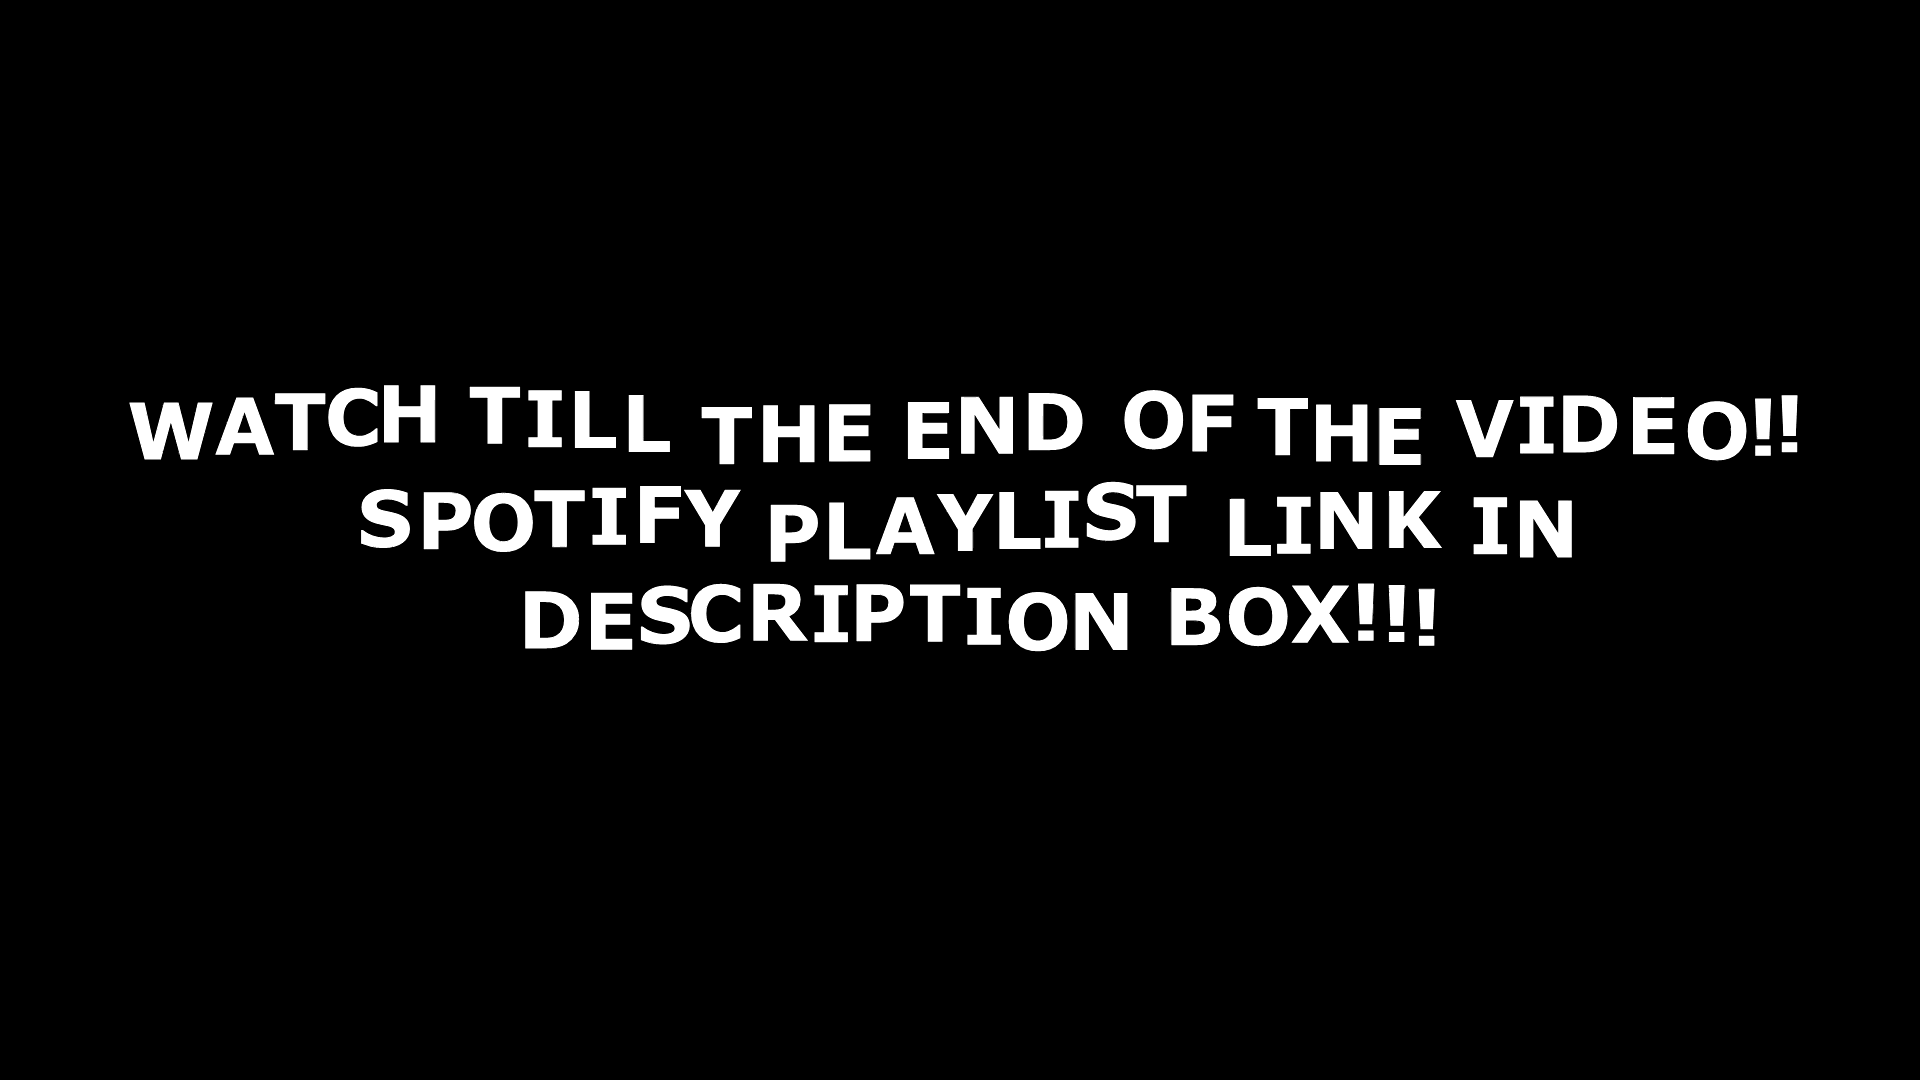 WATCH TILL THE END OF THE VIDEO!!
SPOTIFY PLAYLIST LINK IN
DESCRIPTION BOX!!!